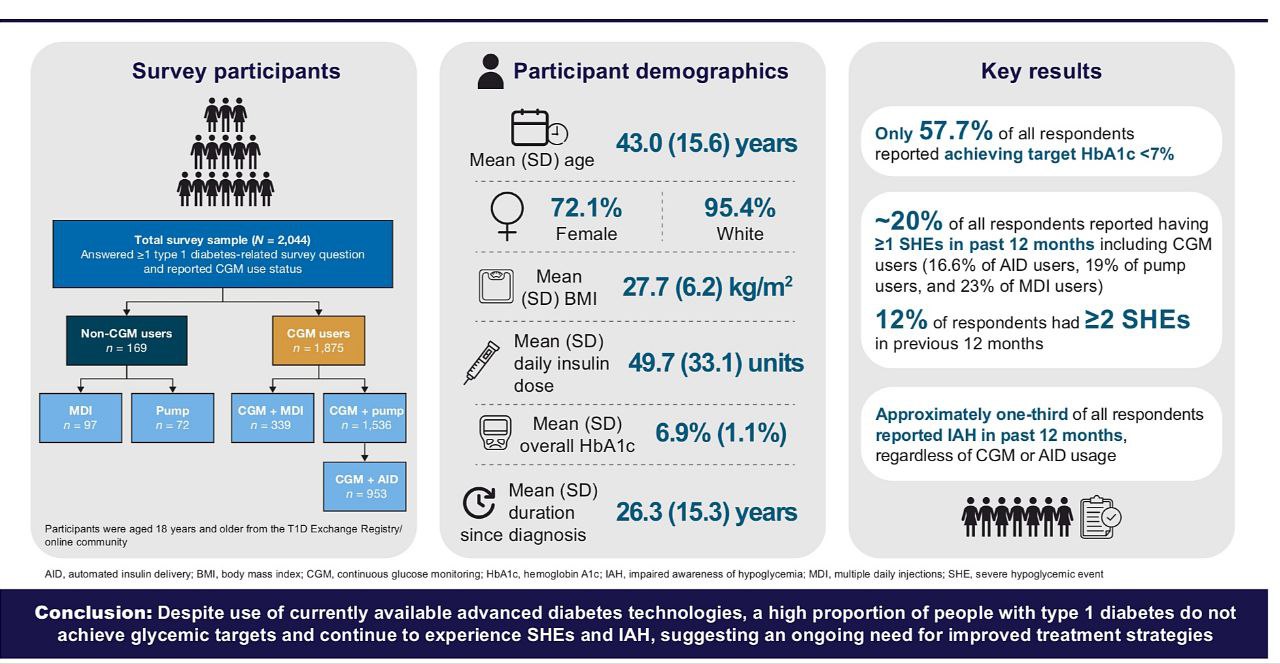 Survey participants
Total survey sample (N = 2,044)
Answered ≥1 type 1 diabetes-related survey question
and reported CGM use status
Non-CGM users
n = 169
CGM users
n = 1,875
MDI
n = 97
Pump
n = 72
CGM + MDI
n = 339
CGM + pump
n = 1,536
CGM + AID
n = 953
Participants were aged 18 years and older from the T1D Exchange Registry/
online community
Participant demographics
Mean (SD) age
43.0 (15.6) years
72.1%
Female
95.4%
White
Mean
(SD) BMI
27.7 (6.2) kg/m²
Mean (SD)
daily insulin
dose
49.7 (33.1) units
Mean (SD)
overall HbA1c
6.9% (1.1%)
Mean (SD)
duration
since diagnosis
26.3 (15.3) years
Key results
Only 57.7% of all respondents
reported achieving target HbA1c <7%
~20% of all respondents reported having
≥1 SHEs in past 12 months including CGM
users (16.6% of AID users, 19% of pump
users, and 23% of MDI users)
12% of respondents had ≥2 SHEs
in previous 12 months
Approximately one-third of all respondents
reported IAH in past 12 months,
regardless of CGM or AID usage
AID, automated insulin delivery; BMI, body mass index; CGM, continuous glucose monitoring; HbA1c, hemoglobin A1c; IAH, impaired awareness of hypoglycemia; MDI, multiple daily injections; SHE, severe hypoglycemic event
Conclusion: Despite use of currently available advanced diabetes technologies, a high proportion of people with type 1 diabetes do not
achieve glycemic targets and continue to experience SHEs and IAH, suggesting an ongoing need for improved treatment strategies